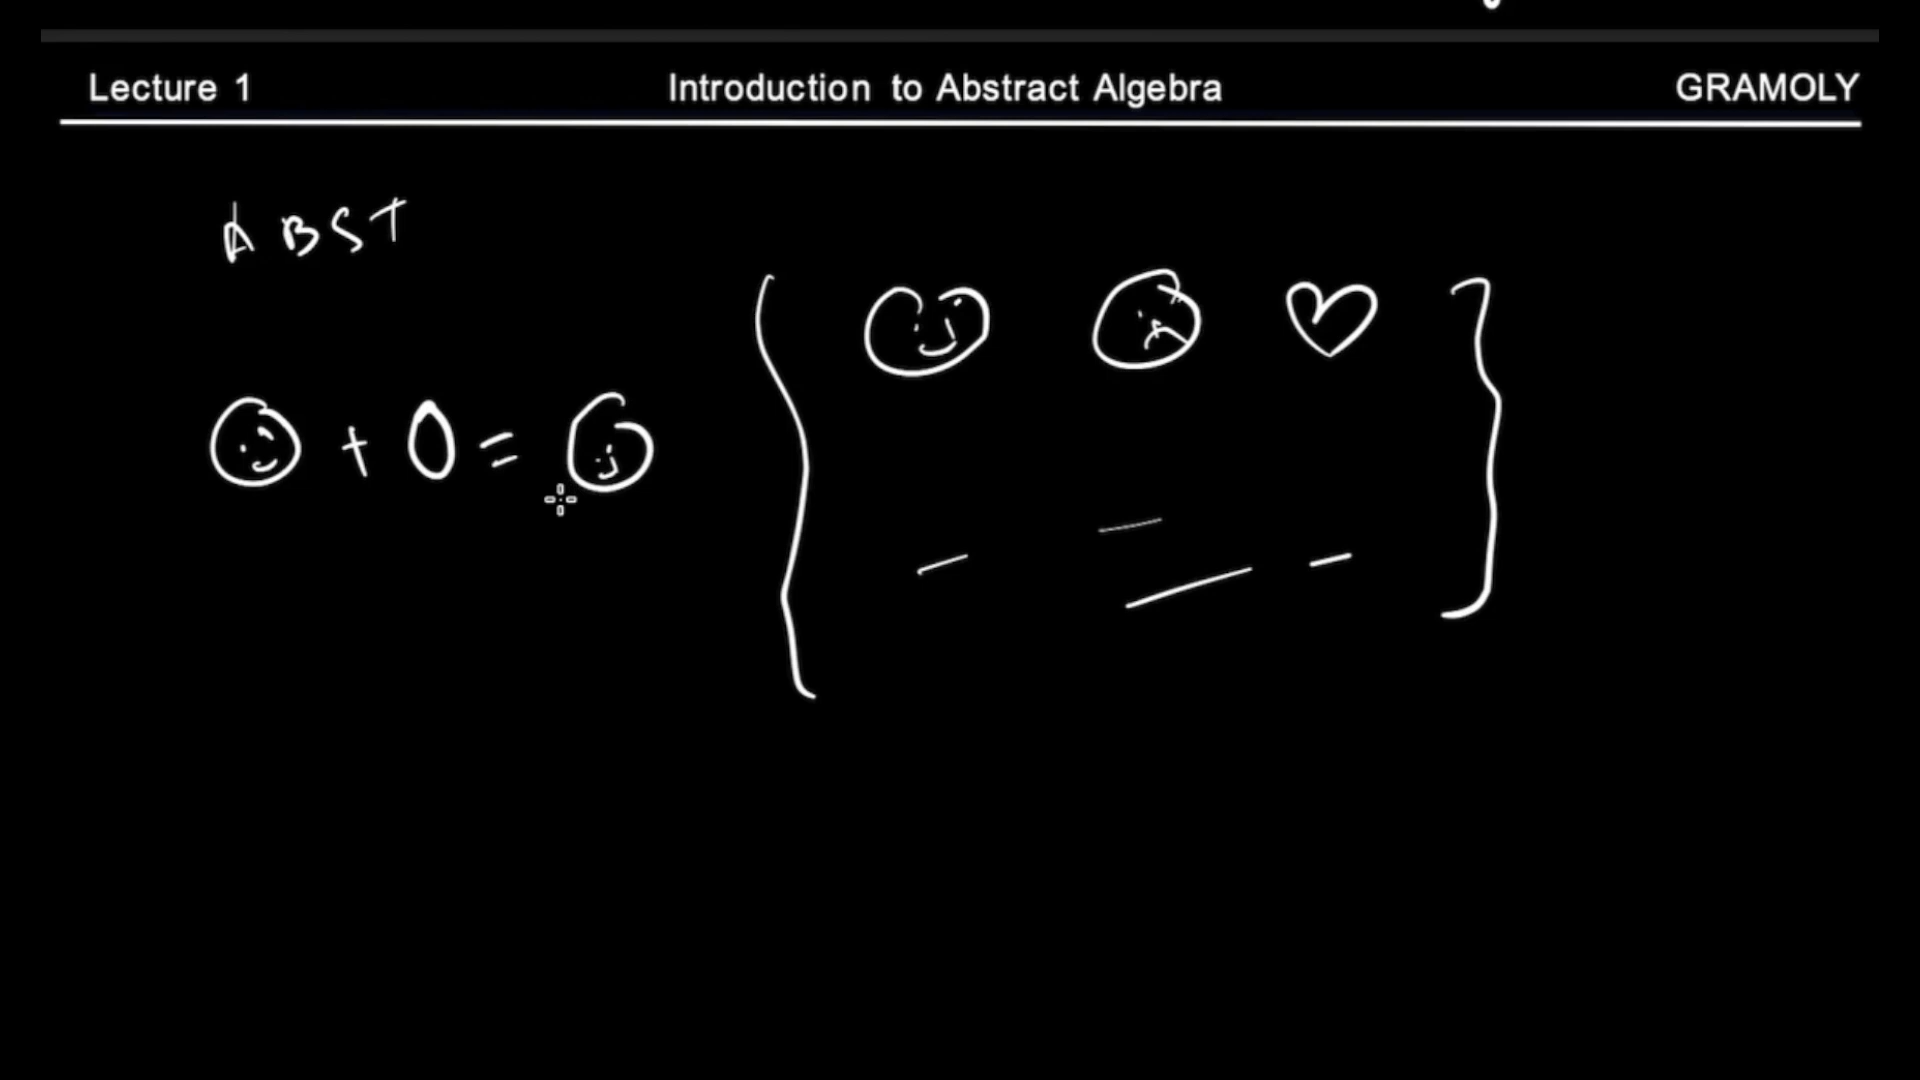 Lecture 1 Introduction to Abstract Algebra GRAMOLY
ABST
+ 0 =